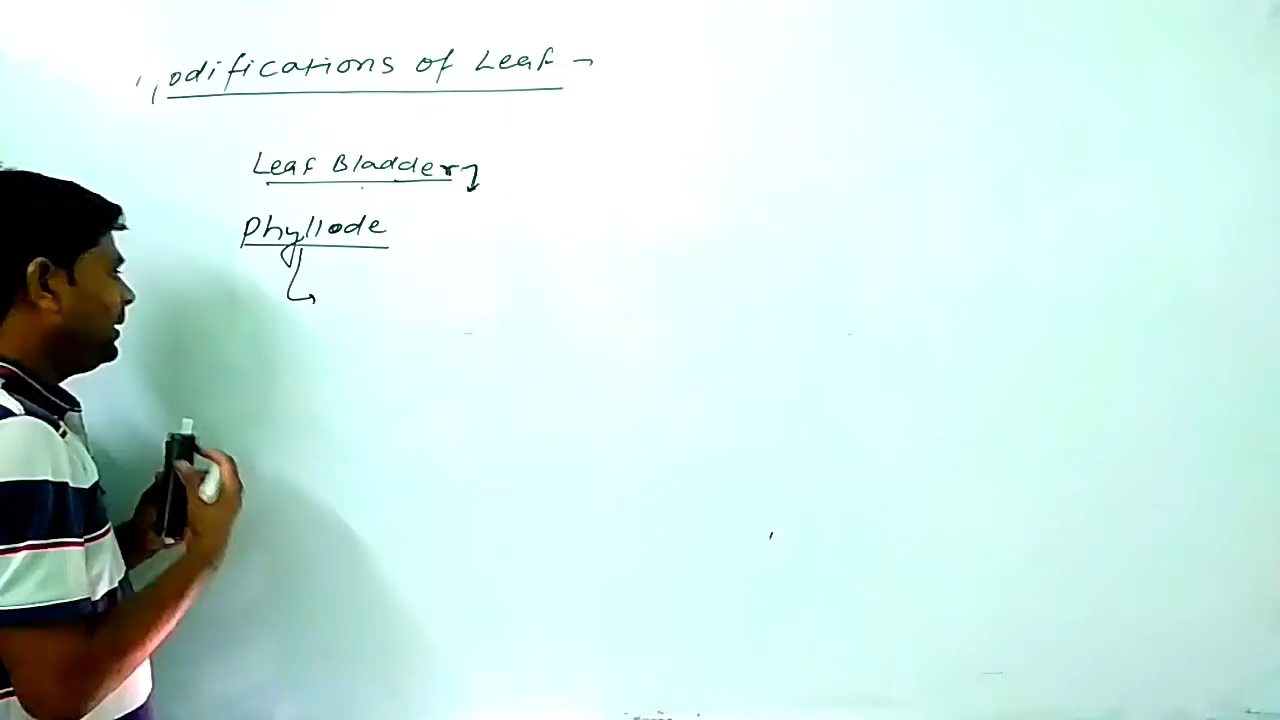 odifications of Leaf -
Leaf Bladder
Phyllode